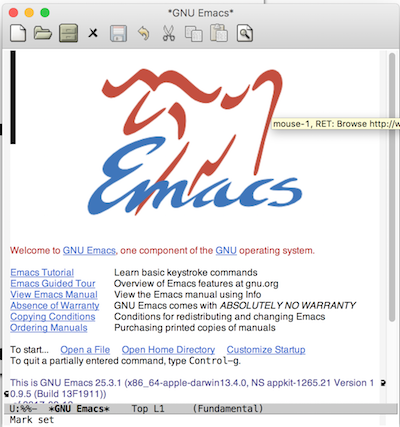 *GNU Emacs*
mouse-1, RET: Browse http://w
Emacs
Welcome to GNU Emacs, one component of the GNU operating system.
Emacs Tutorial Learn basic keystroke commands
Emacs Guided Tour Overview of Emacs features at gnu.org
View Emacs Manual View the Emacs manual using Info
Absence of Warranty GNU Emacs comes with ABSOLUTELY NO WARRANTY
Copying Conditions Conditions for redistributing and changing Emacs
Ordering Manuals Purchasing printed copies of manuals
To start... Open a File Open Home Directory Customize Startup
To quit a partially entered command, type Control-g.
This is GNU Emacs 25.3.1 (x86_64-apple-darwin13.4.0, NS appkit-1265.21 Version 1
0.9.5 (Build 13F1911))
U:%%- *GNU Emacs* Top L1 (Fundamental)
Mark set